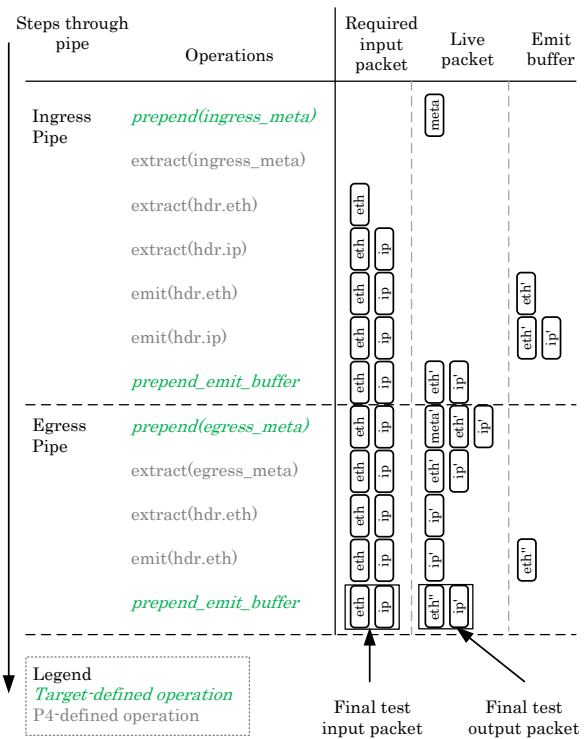 Steps through
pipe
Operations
Required
input
packet
Live
packet
Emit
buffer
Ingress
Pipe
prepend(ingress_meta)
meta
extract(ingress_meta)
extract(hdr.eth)
eth
extract(hdr.ip)
eth ip
emit(hdr.eth)
eth ip eth'
emit(hdr.ip)
eth ip eth' ip'
prepend_emit_buffer
eth ip eth' ip'
Egress
Pipe
prepend(egress_meta)
eth ip meta' eth' ip'
extract(egress_meta)
eth ip eth' ip'
extract(hdr.eth)
eth ip ip'
emit(hdr.eth)
eth ip ip' eth''
prepend_emit_buffer
eth ip eth'' ip'
Legend
Target-defined operation
P4-defined operation
Final test
input packet
Final test
output packet